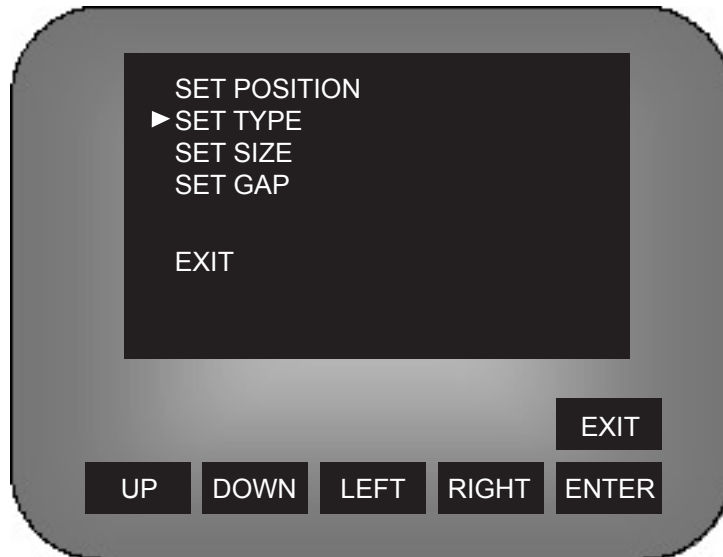 SET POSITION
►SET TYPE
SET SIZE
SET GAP
EXIT
EXIT
UP DOWN LEFT RIGHT ENTER